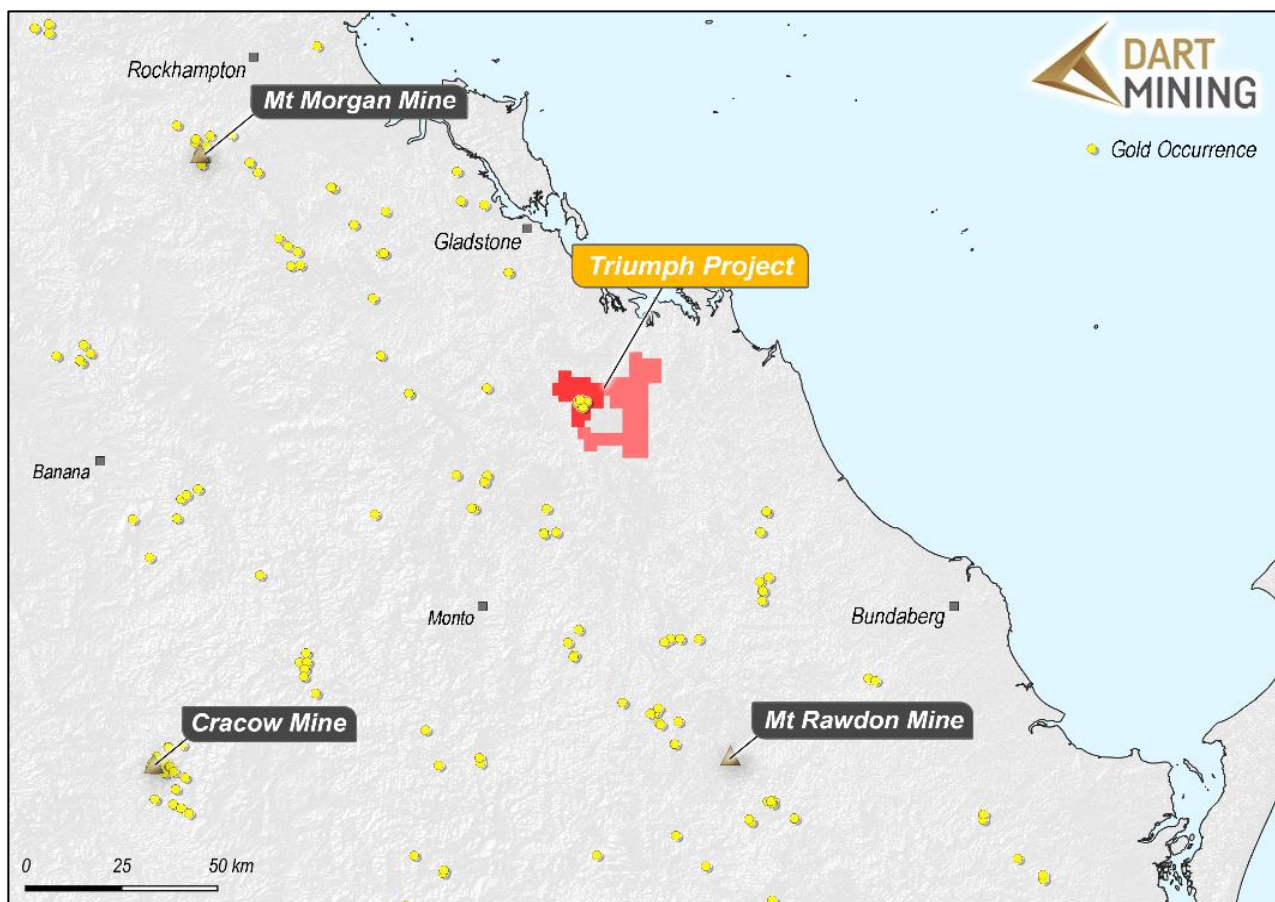 DART
MINING
Rockhampton
Mt Morgan Mine
Gold Occurrence
Gladstone
Triumph Project
Banana
Monto
Bundaberg
Cracow Mine
Mt Rawdon Mine
0 25 50 km